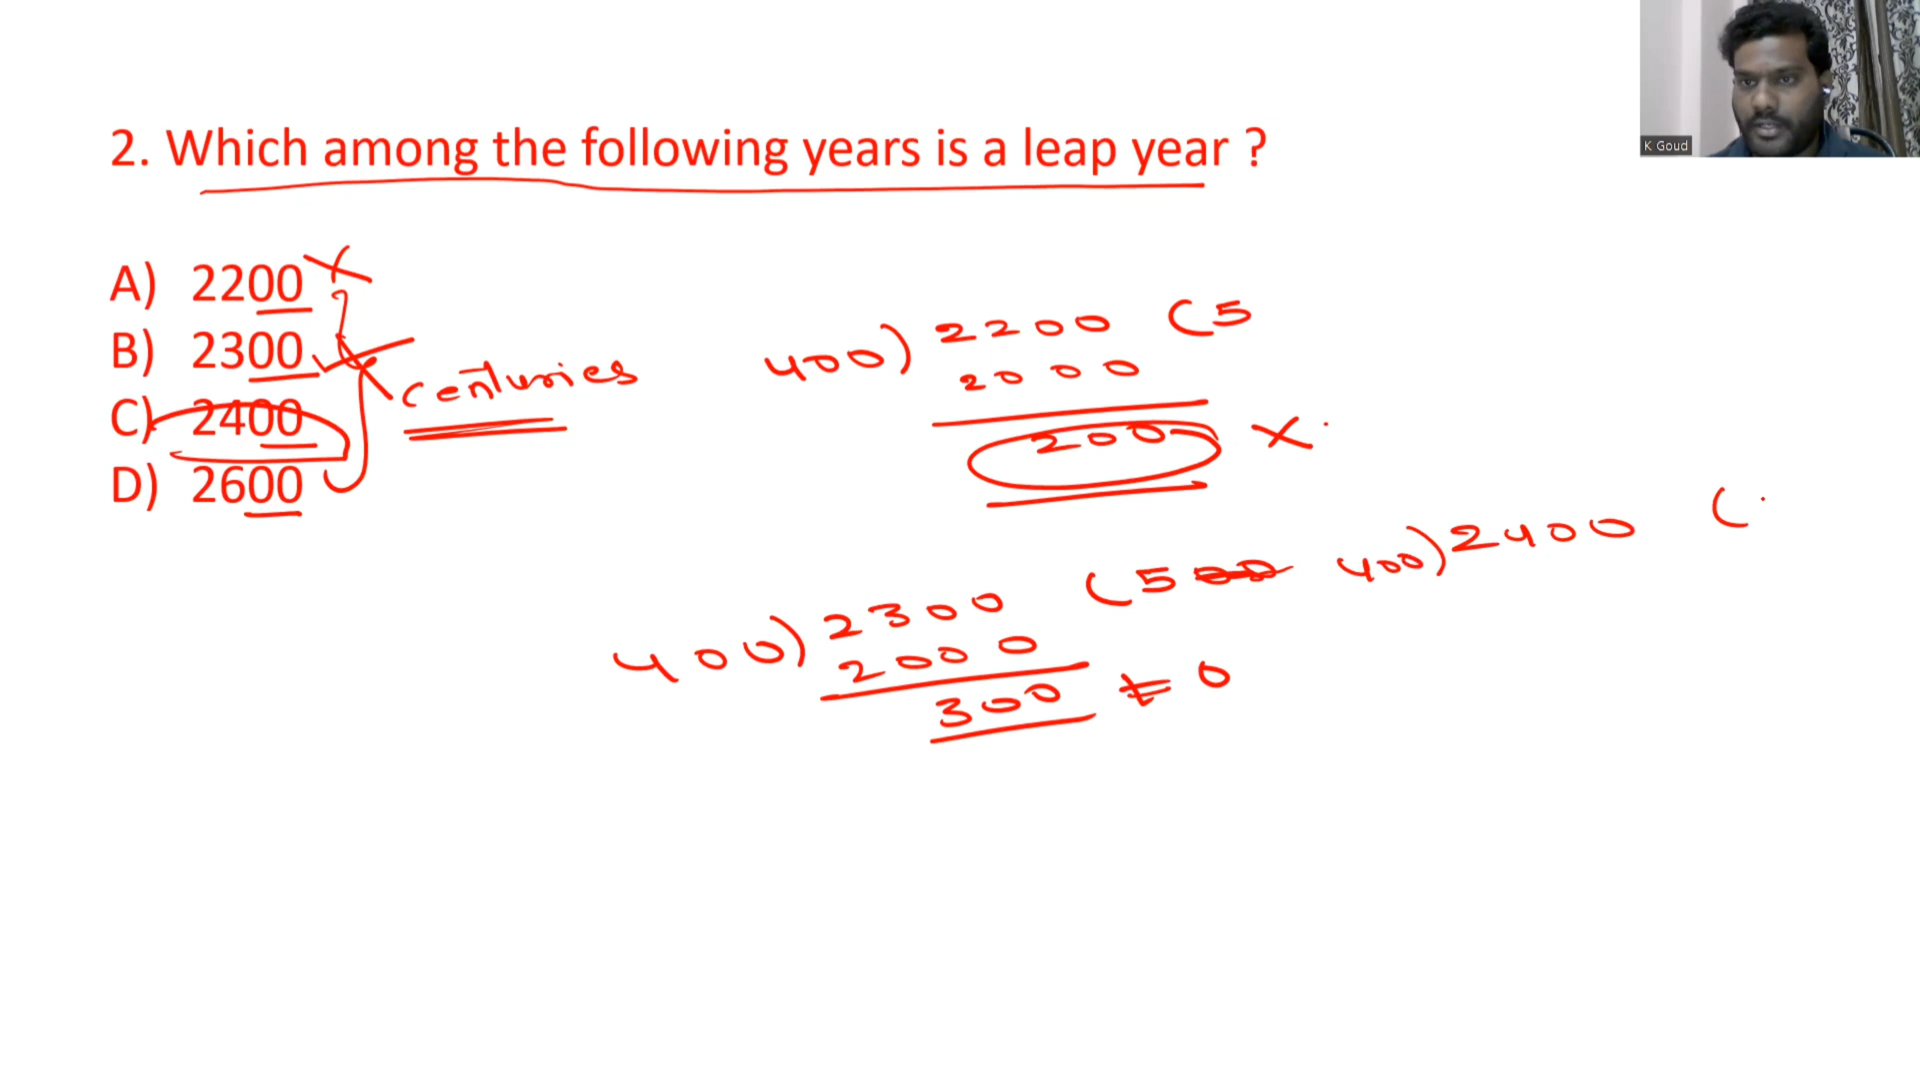 K Goud
2. Which among the following years is a leap year ?
A) 2200 X
B) 2300 X
C) 2400
D) 2600
centuries
400) 2200 (5
2000
200 X
400) 2300 (5
2000
300 ≠ 0
400) 2400 (